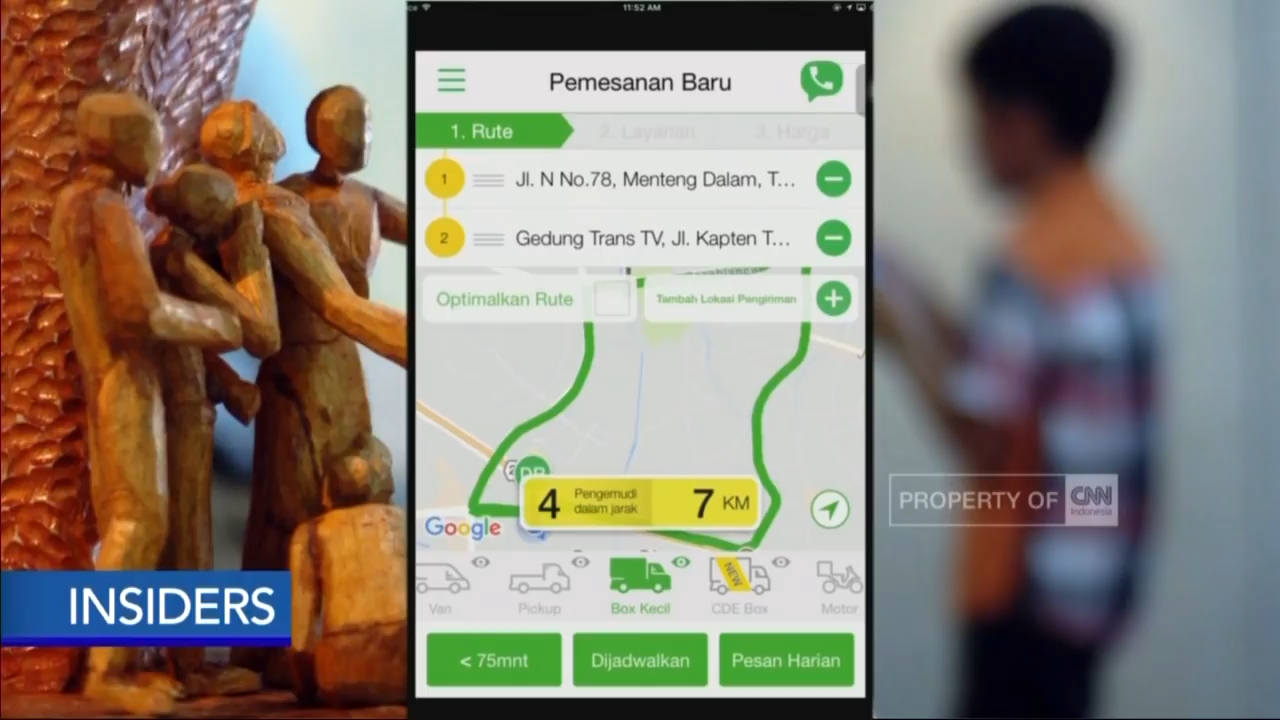 11:52 AM
Pemesanan Baru
1. Rute
2. Layanan
3. Harga
1
Jl. N No.78, Menteng Dalam, T...
2
Gedung Trans TV, Jl. Kapten T...
Optimalkan Rute
Tambah Lokasi Pengiriman
4 Pengemudi dalam jarak 7 KM
Google
Van
Pickup
Box Kecil
NEW
CDE Box
Motor
< 75mnt
Dijadwalkan
Pesan Harian
PROPERTY OF CNN Indonesia
INSIDERS